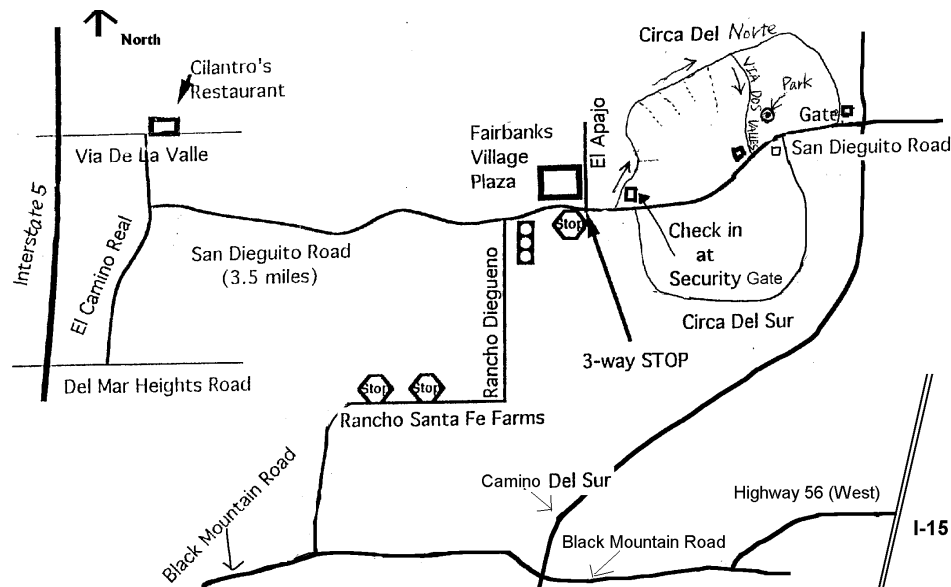 North
Cilantro's
Restaurant
Via De La Valle
Interstate 5
El Camino Real
San Dieguito Road
(3.5 miles)
Del Mar Heights Road
Fairbanks
Village
Plaza
El Apajo
Stop
Circa Del Norte
VIA DOS VALLES
Park
Gate
San Dieguito Road
Check in
at
Security Gate
Circa Del Sur
3-way STOP
Rancho Diegueno
Stop
Stop
Rancho Santa Fe Farms
Black Mountain Road
Camino Del Sur
Highway 56 (West)
I-15
Black Mountain Road